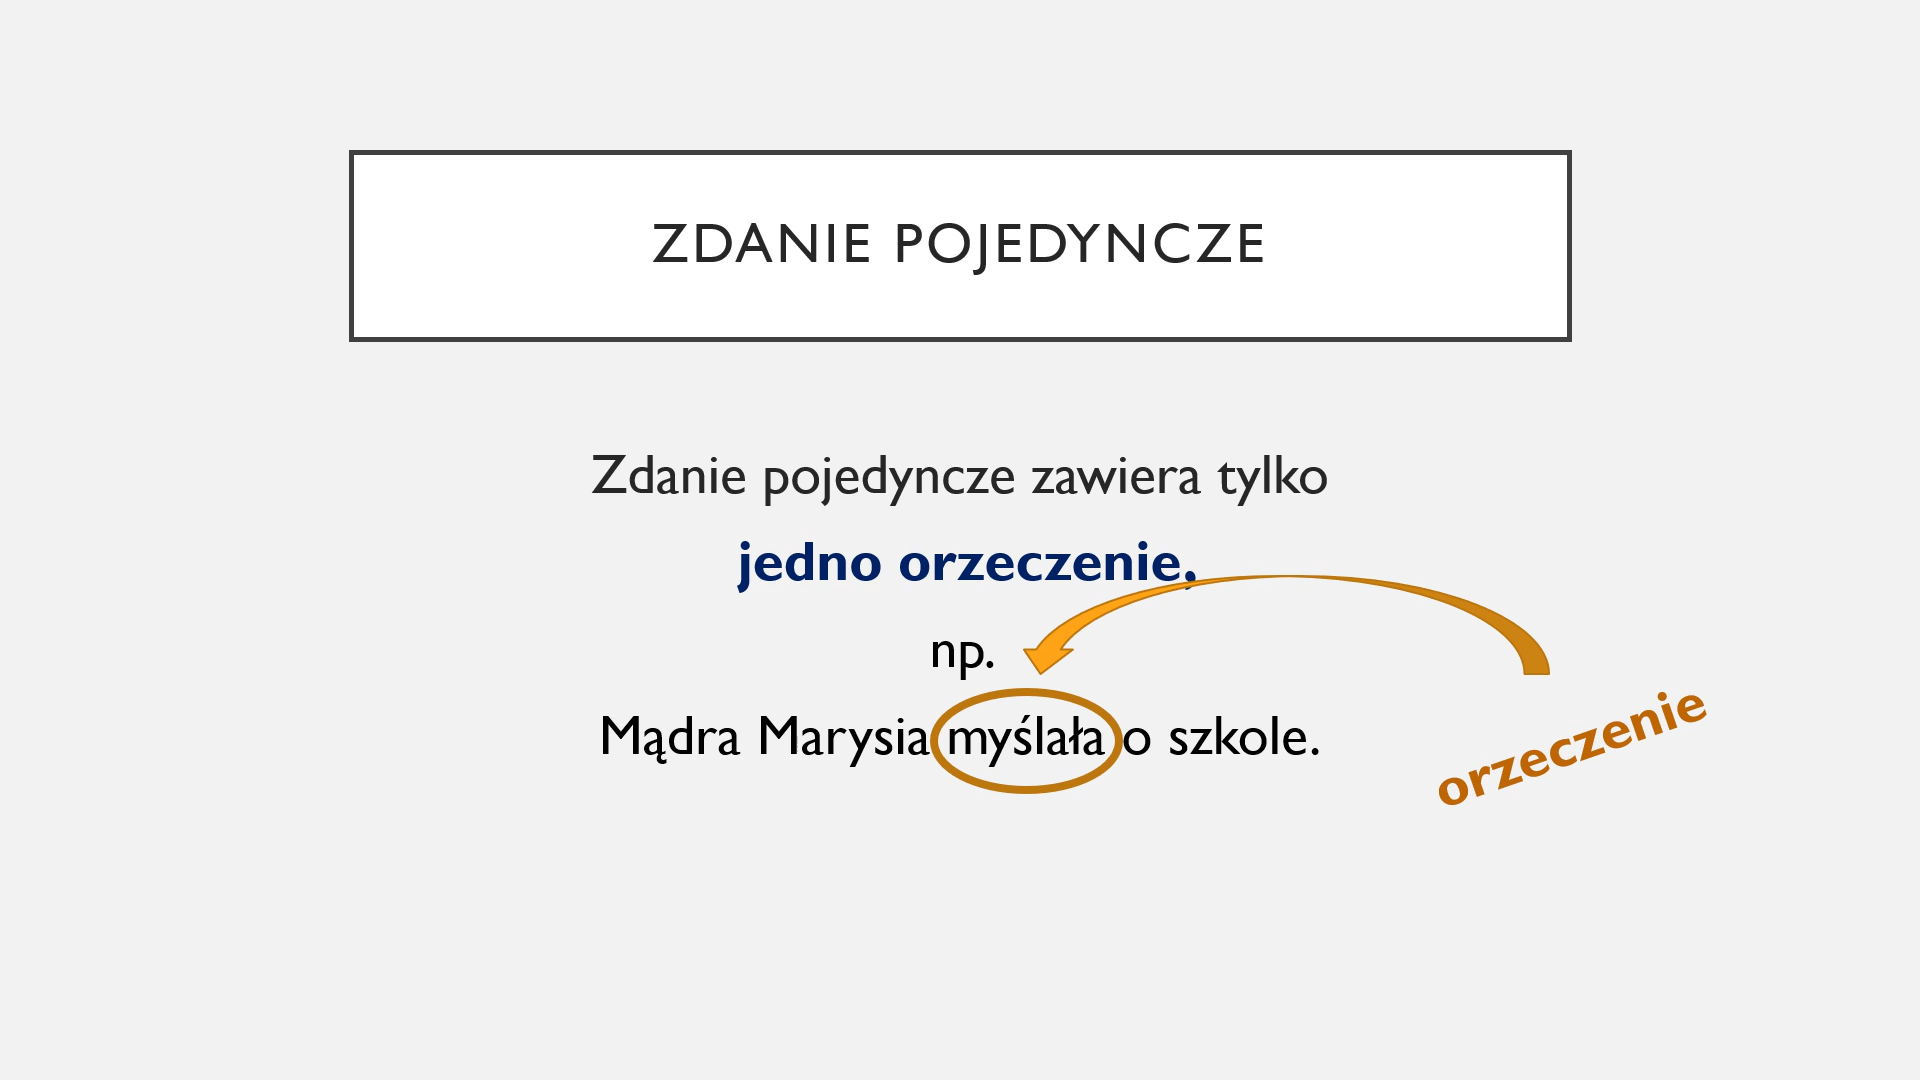 ZDANIE POJEDYNCZE
Zdanie pojedyncze zawiera tylko
jedno orzeczenie,
np.
Mądra Marysia myślała o szkole.
orzeczenie